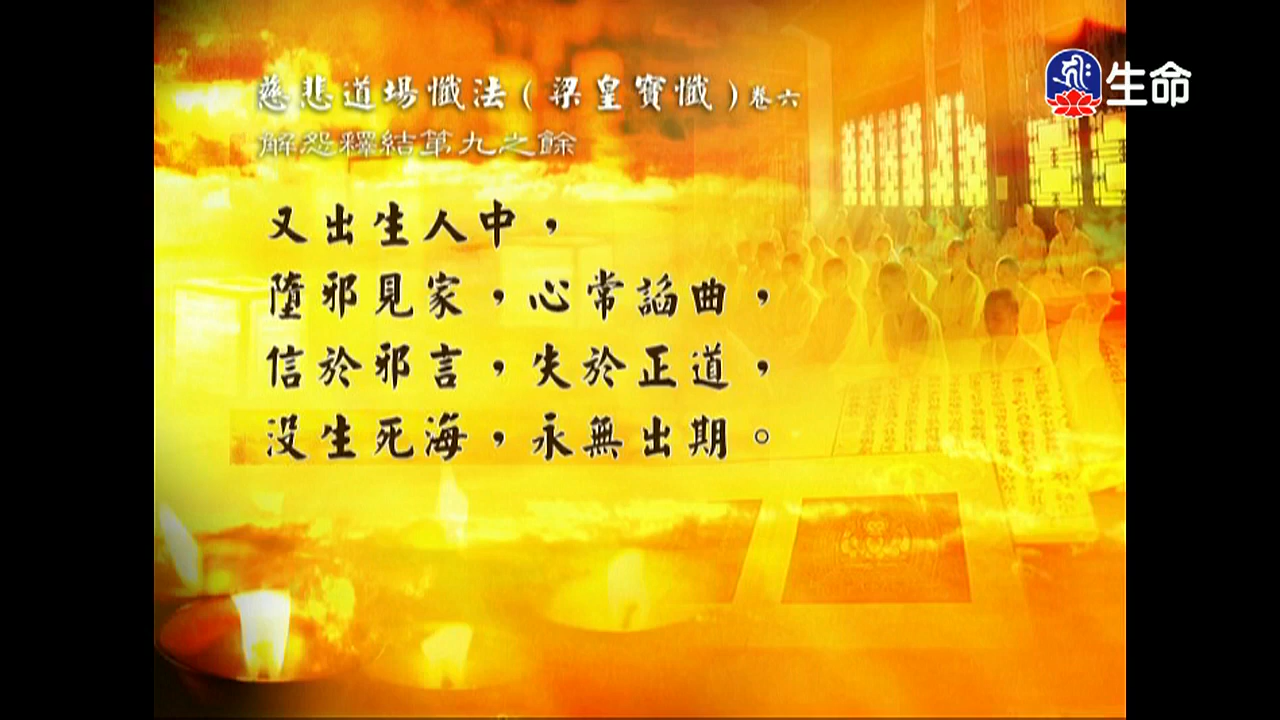 慈悲道場懺法(梁皇寶懺)卷六
生命
解怨釋結第九之餘
又出生人中,
墮邪見家,心常諂曲,
信於邪言,失於正道,
没生死海,永無出期。